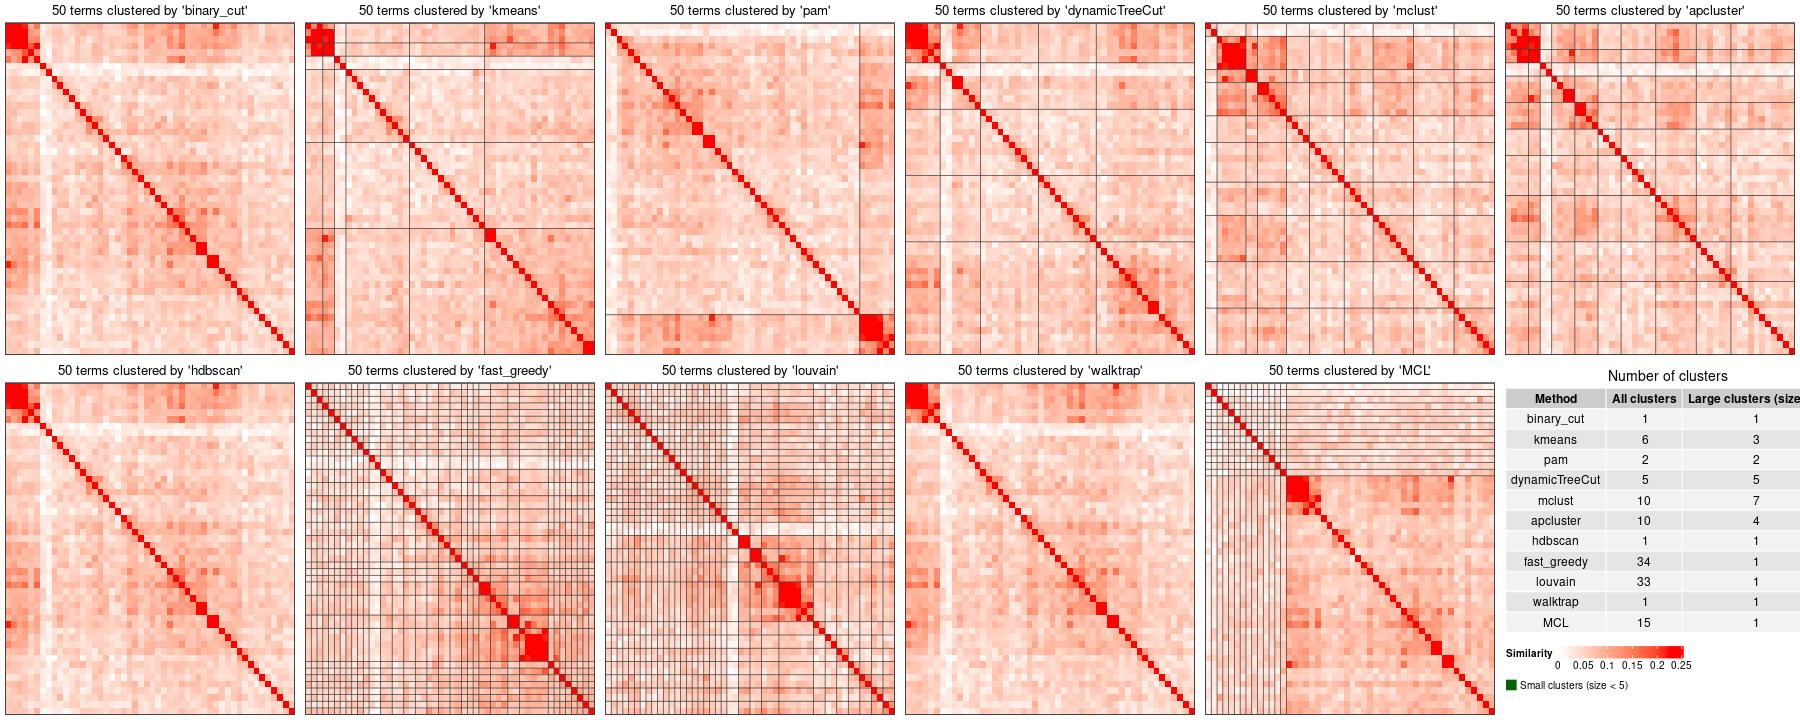 50 terms clustered by 'binary_cut'
50 terms clustered by 'kmeans'
50 terms clustered by 'pam'
50 terms clustered by 'dynamicTreeCut'
50 terms clustered by 'mclust'
50 terms clustered by 'apcluster'
50 terms clustered by 'hdbscan'
50 terms clustered by 'fast_greedy'
50 terms clustered by 'louvain'
50 terms clustered by 'walktrap'
50 terms clustered by 'MCL'
Number of clusters
Method All clusters Large clusters (size
binary_cut 1 1
kmeans 6 3
pam 2 2
dynamicTreeCut 5 5
mclust 10 7
apcluster 10 4
hdbscan 1 1
fast_greedy 34 1
louvain 33 1
walktrap 1 1
MCL 15 1
Similarity
0 0.05 0.1 0.15 0.2 0.25
Small clusters (size < 5)